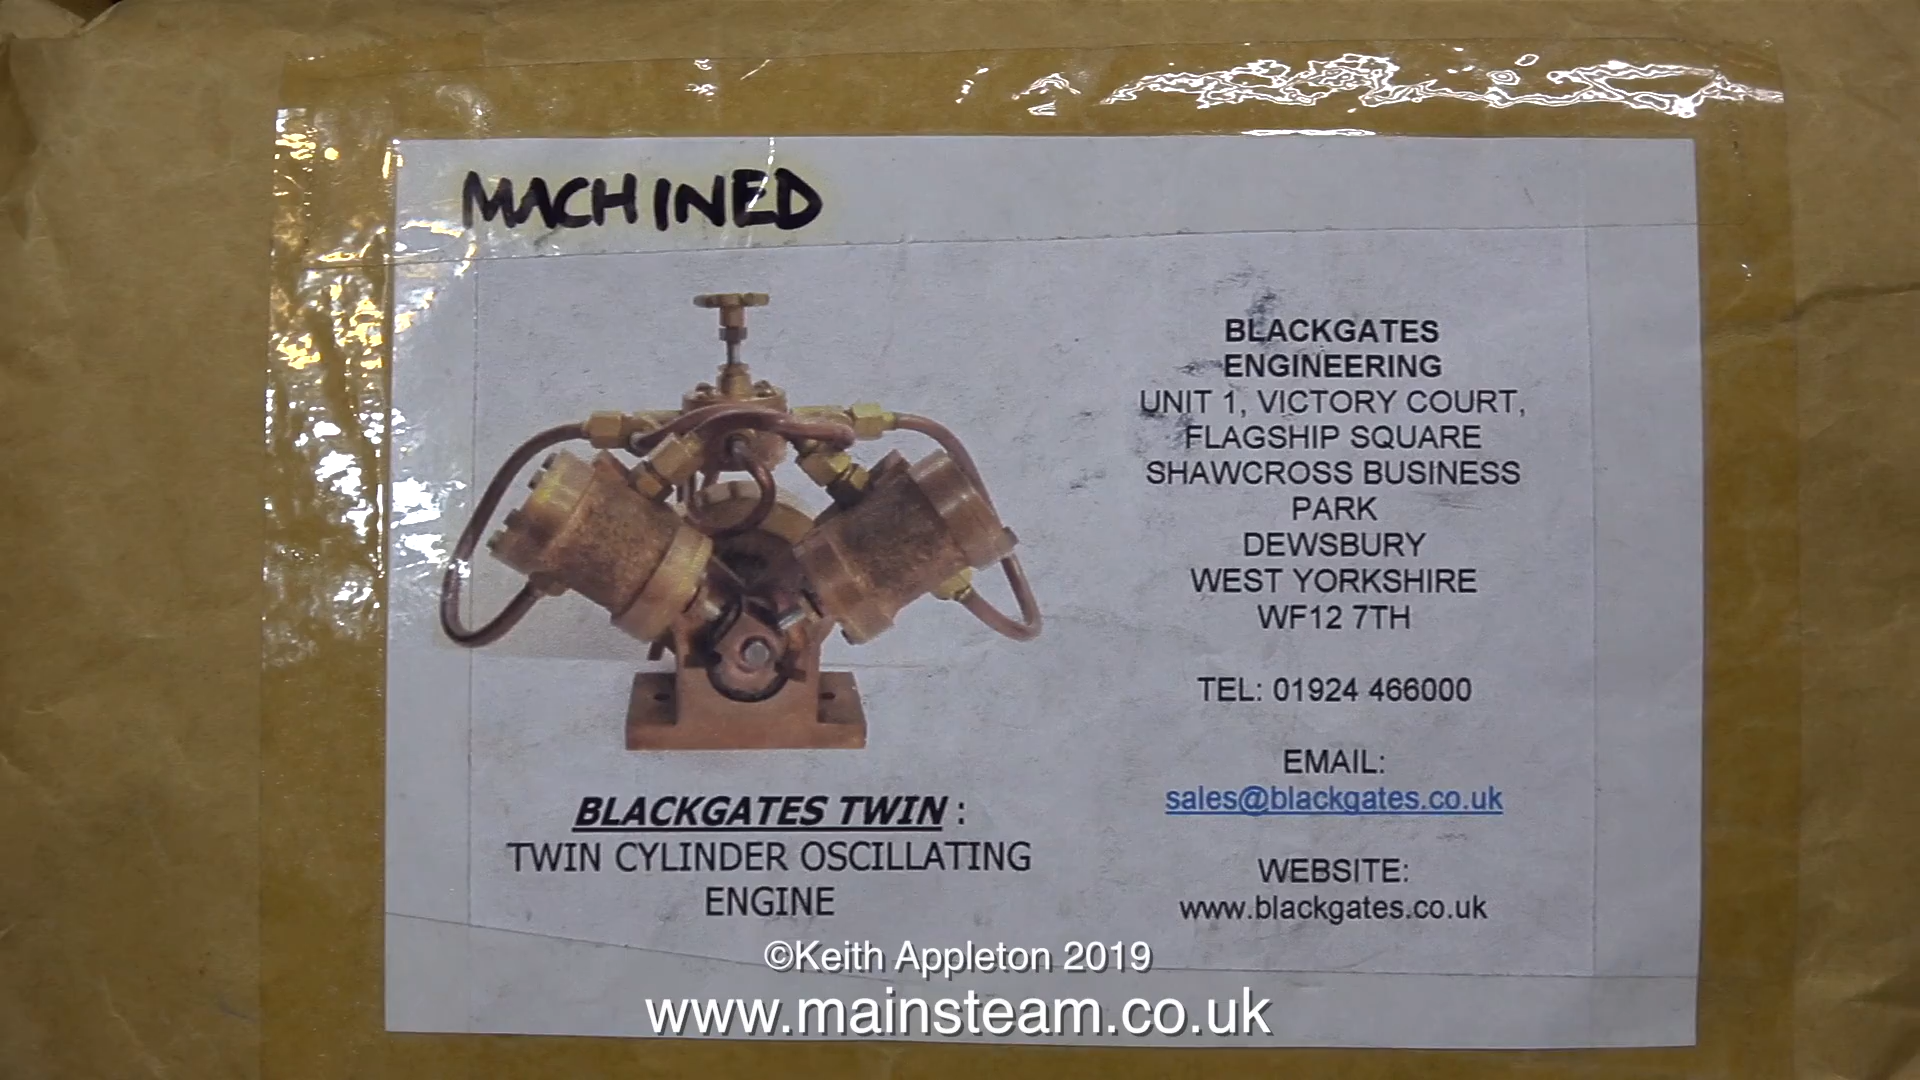 MACHINED
BLACKGATES TWIN :
TWIN CYLINDER OSCILLATING
ENGINE
BLACKGATES
ENGINEERING
UNIT 1, VICTORY COURT,
FLAGSHIP SQUARE
SHAWCROSS BUSINESS
PARK
DEWSBURY
WEST YORKSHIRE
WF12 7TH
TEL: 01924 466000
EMAIL:
sales@blackgates.co.uk
WEBSITE:
www.blackgates.co.uk
©Keith Appleton 2019
www.mainsteam.co.uk